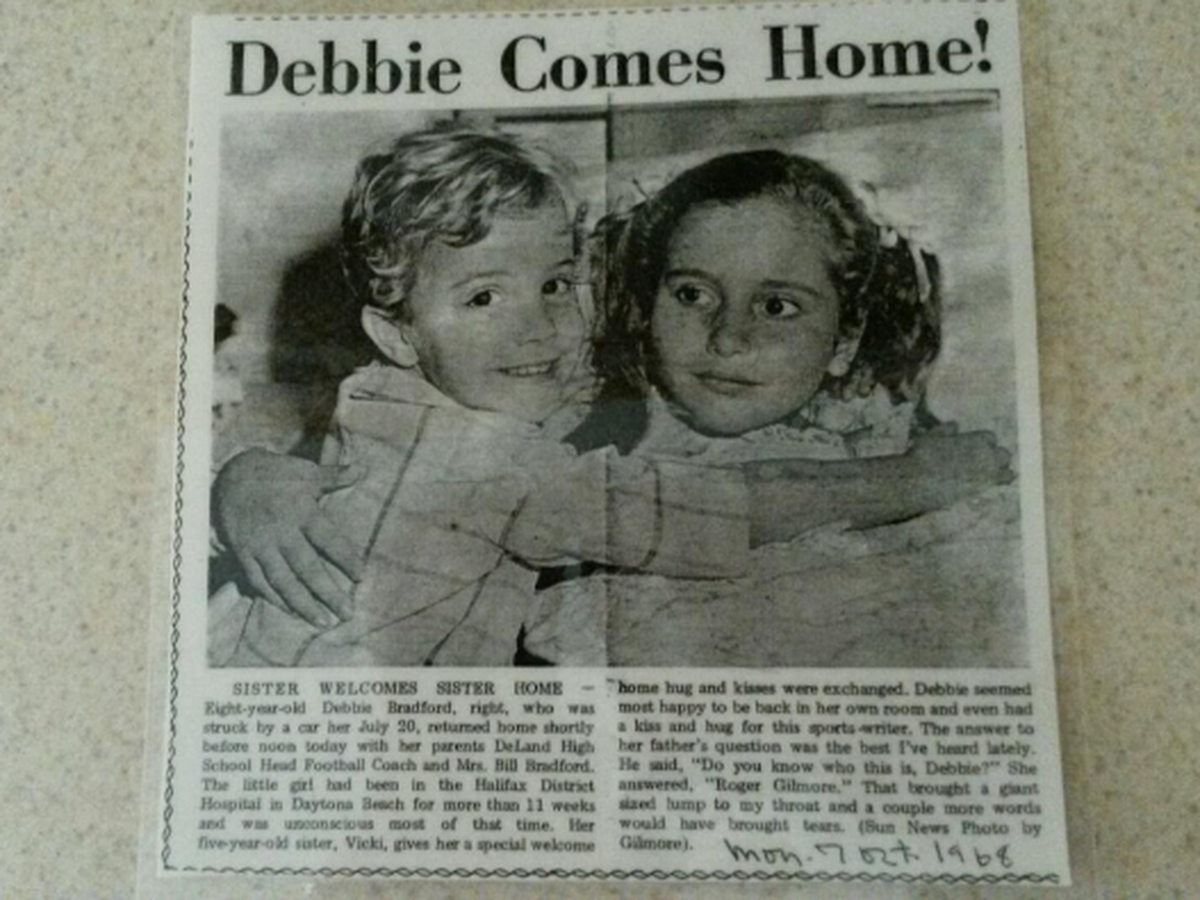 Debbie Comes Home!
SISTER WELCOMES SISTER HOME —
Eight-year-old Debbie Bradford, right, who was
struck by a car her July 20, returned home shortly
before noon today with her parents DeLand High
School Head Football Coach and Mrs. Bill Bradford.
The little girl had been in the Halifax District
Hospital in Daytona Beach for more than 11 weeks
and was unconscious most of that time. Her
five-year-old sister, Vicki, gives her a special welcome
home hug and kisses were exchanged. Debbie seemed
most happy to be back in her own room and even had
a kiss and hug for this sports-writer. The answer to
her father's question was the best I've heard lately.
He said, "Do you know who this is, Debbie?" She
answered, "Roger Gilmore." That brought a giant
sized lump to my throat and a couple more words
would have brought tears. (Sun News Photo by
Gilmore).
Mon. 7 Oct. 1968